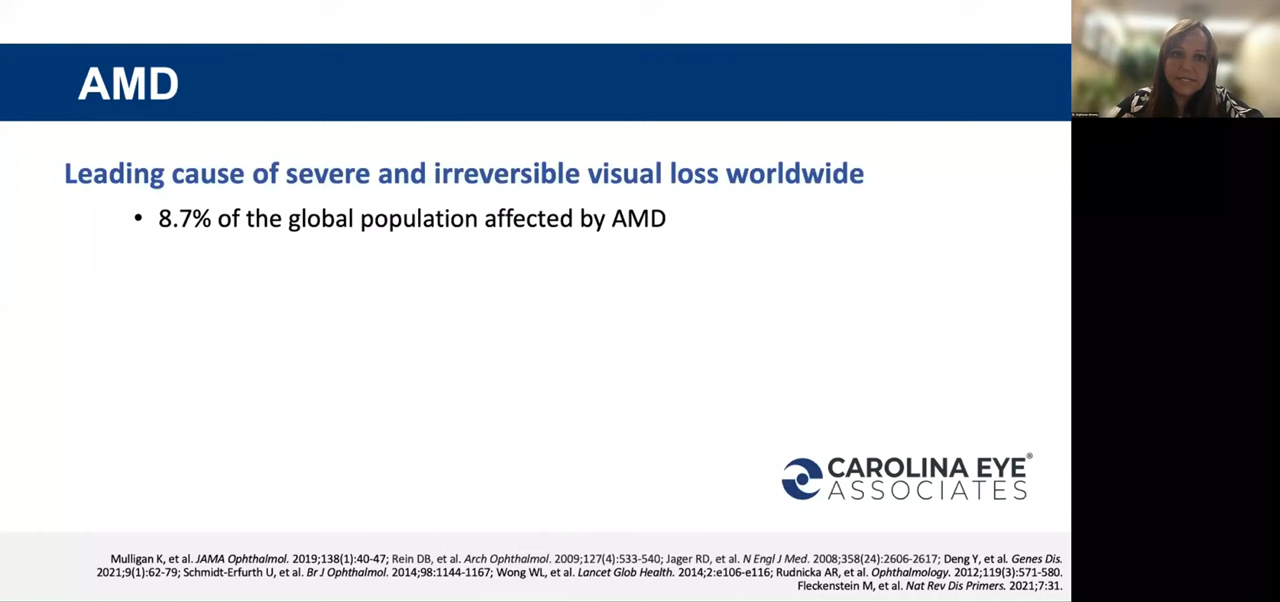 AMD
Leading cause of severe and irreversible visual loss worldwide
• 8.7% of the global population affected by AMD
CAROLINA EYE®
ASSOCIATES
Mulligan K, et al. JAMA Ophthalmol. 2019;138(1):40-47; Rein DB, et al. Arch Ophthalmol. 2009;127(4):533-540; Jager RD, et al. N Engl J Med. 2008;358(24):2606-2617; Deng Y, et al. Genes Dis.
2021;9(1):62-79; Schmidt-Erfurth U, et al. Br J Ophthalmol. 2014;98:1144-1167; Wong WL, et al. Lancet Glob Health. 2014;2:e106-e116; Rudnicka AR, et al. Ophthalmology. 2012;119(3):571-580.
Fleckenstein M, et al. Nat Rev Dis Primers. 2021;7:31.